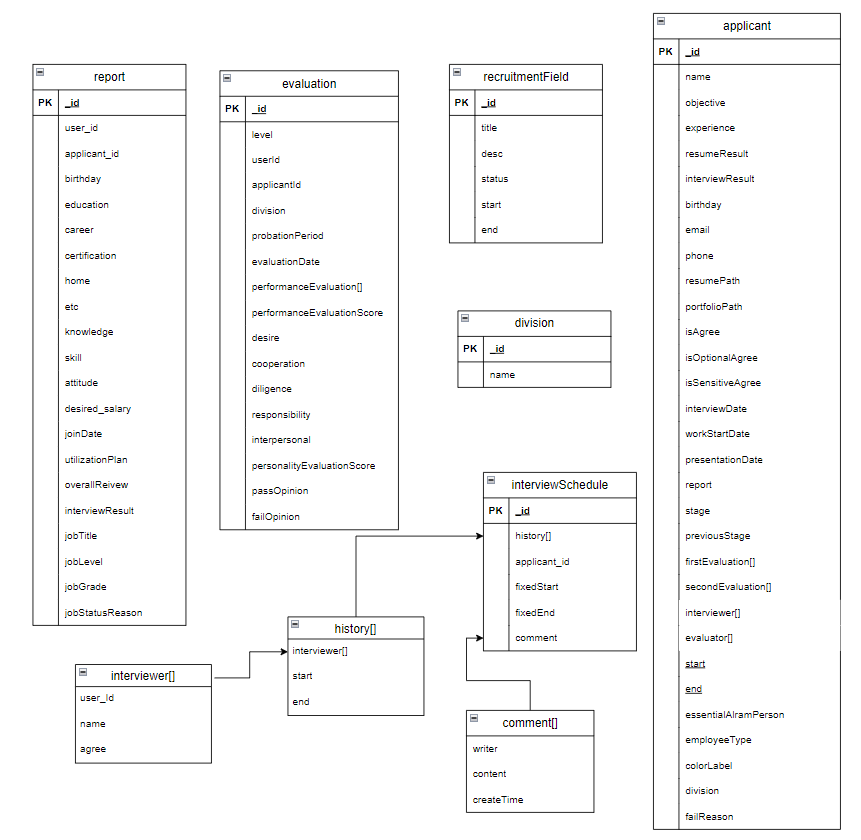 report
PK _id
user_id
applicant_id
birthday
education
career
certification
home
etc
knowledge
skill
attitude
desired_salary
joinDate
utilizationPlan
overallReivew
interviewResult
jobTitle
jobLevel
jobGrade
jobStatusReason
evaluation
PK _id
level
userId
applicantId
division
probationPeriod
evaluationDate
performanceEvaluation[]
performanceEvaluationScore
desire
cooperation
diligence
responsibility
interpersonal
personalityEvaluationScore
passOpinion
failOpinion
recruitmentField
PK _id
title
desc
status
start
end
division
PK _id
name
interviewSchedule
PK _id
history[]
applicant_id
fixedStart
fixedEnd
comment
history[]
interviewer[]
start
end
interviewer[]
user_Id
name
agree
comment[]
writer
content
createTime
applicant
PK _id
name
objective
experience
resumeResult
interviewResult
birthday
email
phone
resumePath
portfolioPath
isAgree
isOptionalAgree
isSensitiveAgree
interviewDate
workStartDate
presentationDate
report
stage
previousStage
firstEvaluation[]
secondEvaluation[]
interviewer[]
evaluator[]
start
end
essentialAlramPerson
employeeType
colorLabel
division
failReason